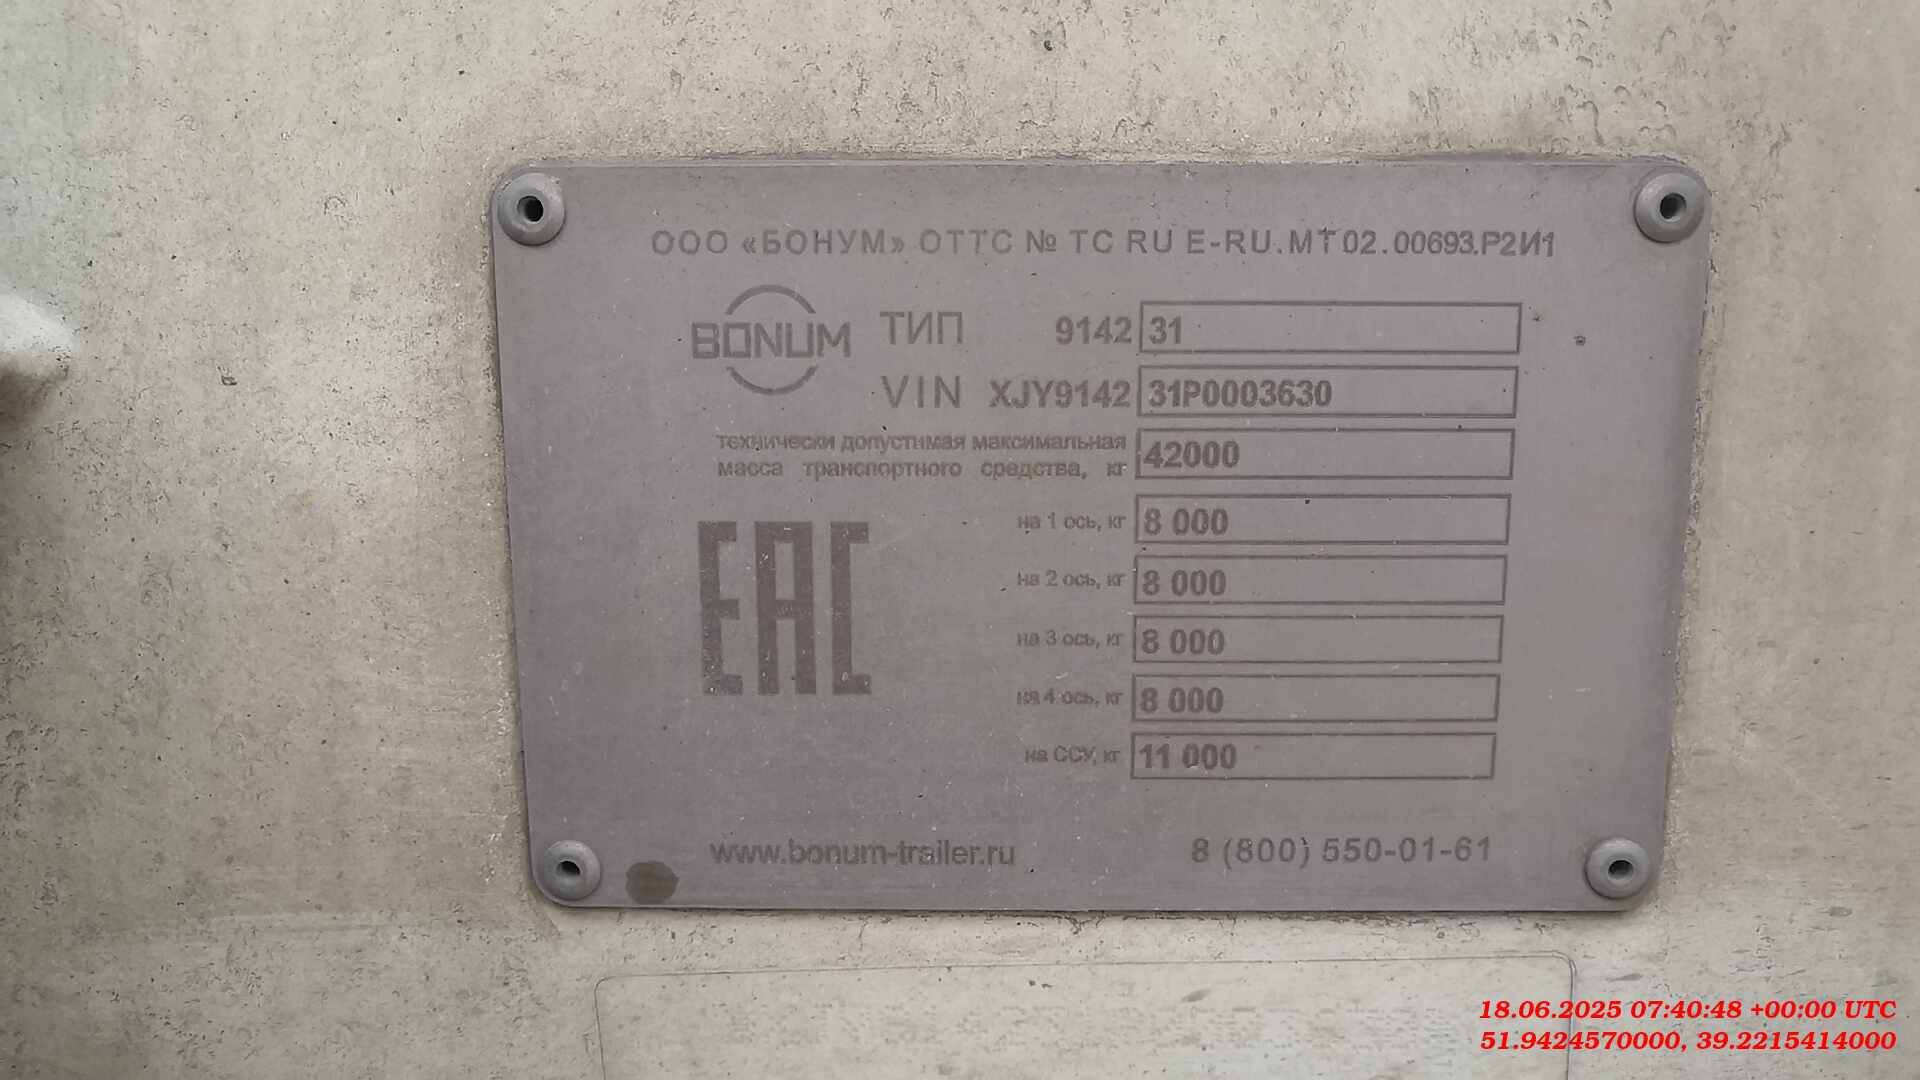 ООО «БОНУМ» ОТТС № ТС RU E-RU.МТ02.00693.Р2И1
BONUM
ТИП 9142 31
VIN XJY9142 31P0003630
технически допустимая максимальная
масса транспортного средства, кг 42000
на 1 ось, кг 8 000
на 2 ось, кг 8 000
на 3 ось, кг 8 000
на 4 ось, кг 8 000
на ССУ, кг 11 000
EAC
www.bonum-trailer.ru 8 (800) 550-01-61
18.06.2025 07:40:48 +00:00 UTC
51.9424570000, 39.2215414000